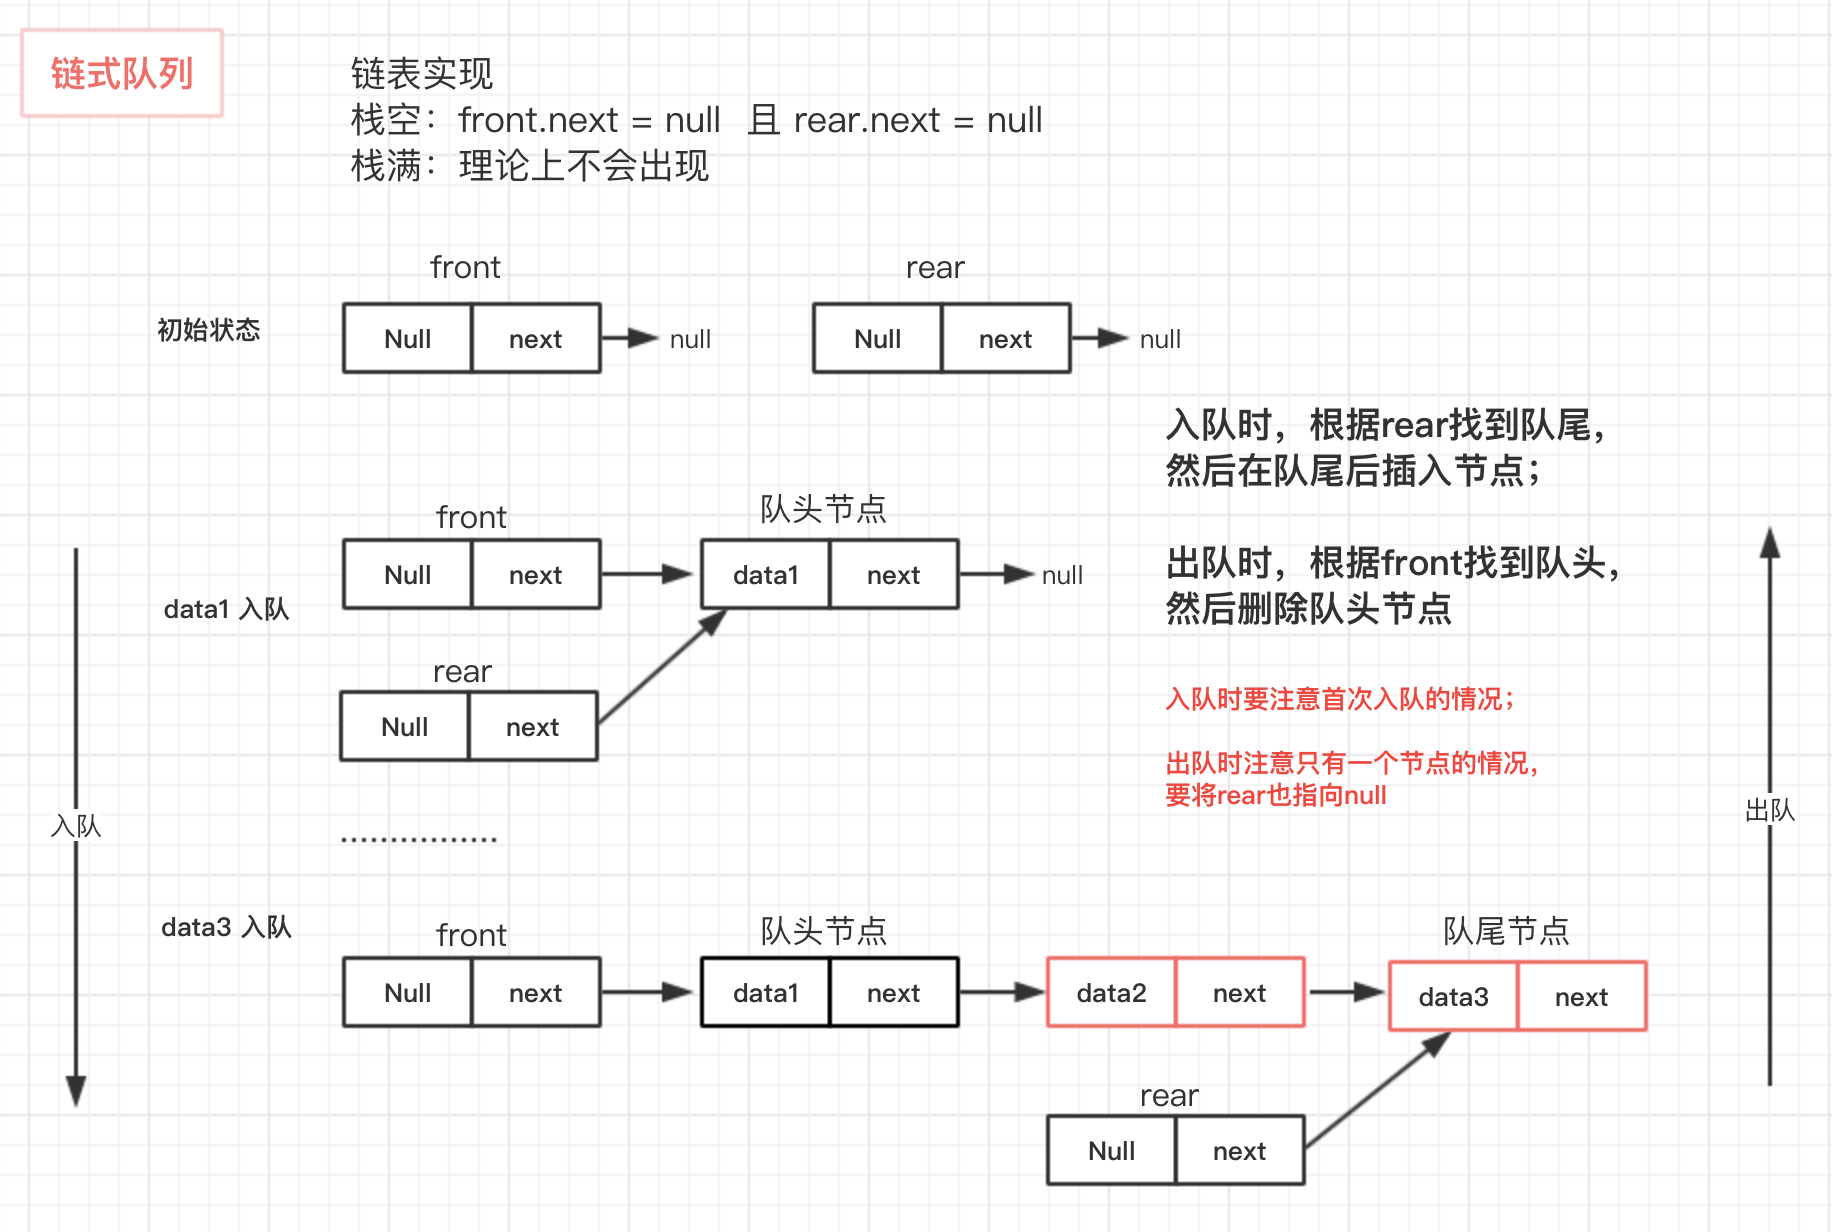 链式队列
链表实现
栈空：front.next = null 且 rear.next = null
栈满：理论上不会出现
front
rear
初始状态
Null
next
null
Null
next
null
入队时，根据rear找到队尾，
然后在队尾后插入节点；
出队时，根据front找到队头，
然后删除队头节点
front
队头节点
Null
next
data1
next
null
data1 入队
rear
Null
next
入队时要注意首次入队的情况；
出队时注意只有一个节点的情况，
要将rear也指向null
入队
出队
data3 入队
front
队头节点
队尾节点
Null
next
data1
next
data2
next
data3
next
rear
Null
next